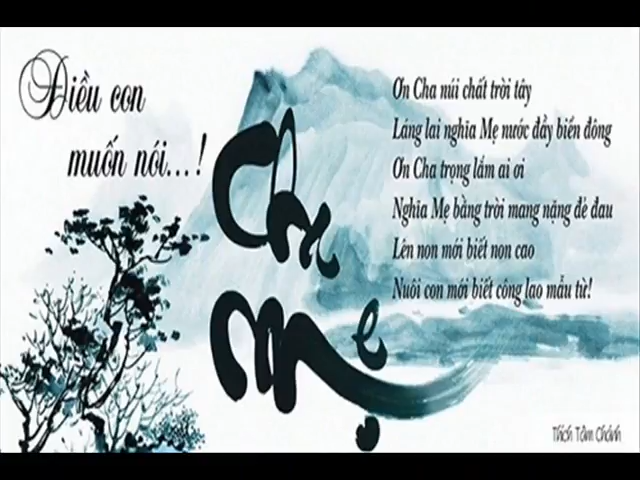 Điều con
muốn nói...!
Cha
Mẹ
Ơn Cha núi chất trời tây
Láng lai nghĩa Mẹ nước đầy biển đông
Ơn Cha trọng lắm ai ơi
Nghĩa Mẹ bằng trời mang nặng đẻ đau
Lên non mới biết non cao
Nuôi con mới biết công lao mẫu từ!
Thích Tâm Chánh